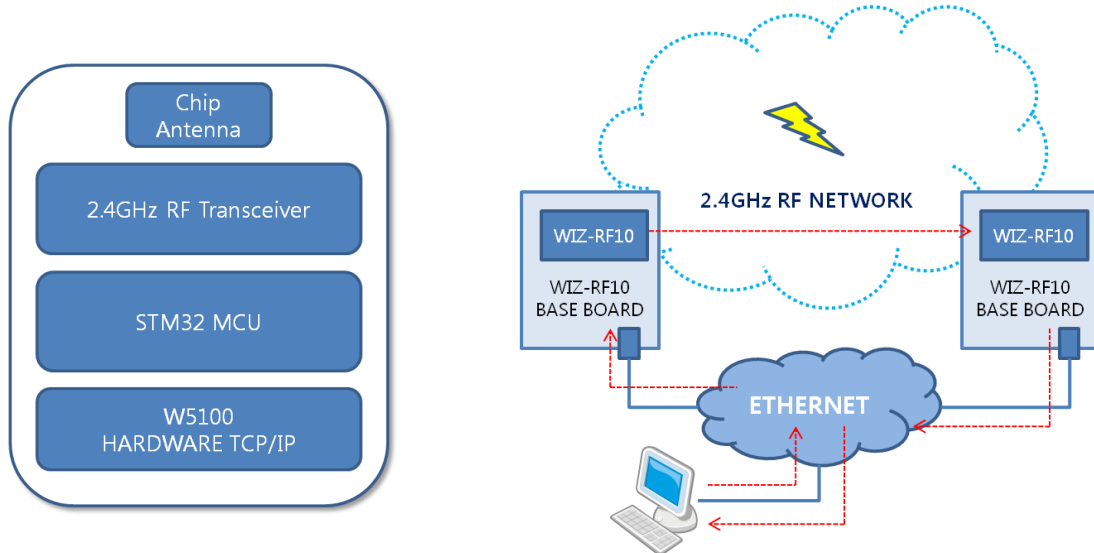 Chip
Antenna
2.4GHz RF Transceiver
STM32 MCU
W5100
HARDWARE TCP/IP
2.4GHz RF NETWORK
WIZ-RF10
WIZ-RF10
BASE BOARD
WIZ-RF10
WIZ-RF10
BASE BOARD
ETHERNET